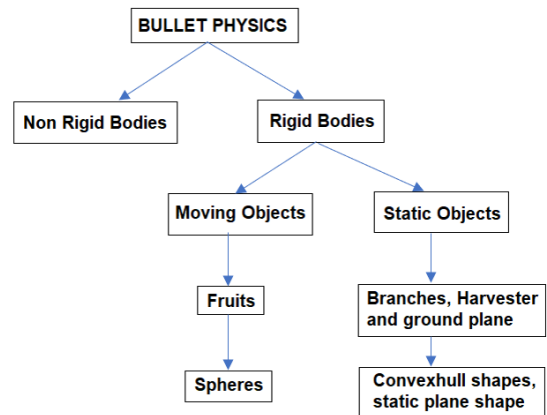 BULLET PHYSICS
Non Rigid Bodies
Rigid Bodies
Moving Objects
Static Objects
Fruits
Branches, Harvester
and ground plane
Spheres
Convexhull shapes,
static plane shape